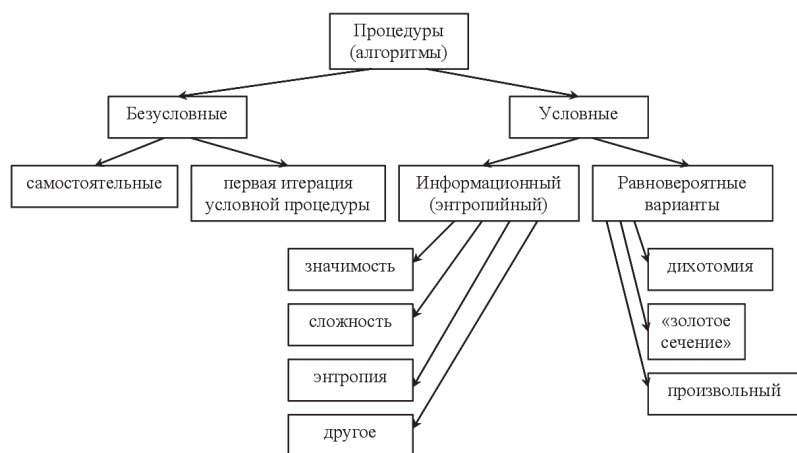 Процедуры
(алгоритмы)
Безусловные
Условные
самостоятельные
первая итерация
условной процедуры
Информационный
(энтропийный)
Равновероятные
варианты
значимость
сложность
энтропия
другое
дихотомия
«золотое
сечение»
произвольный